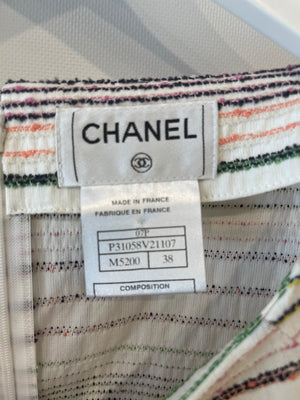 CHANEL
MADE IN FRANCE
FABRIQUE EN FRANCE
07P
P31058V21107
M5200 38
COMPOSITION